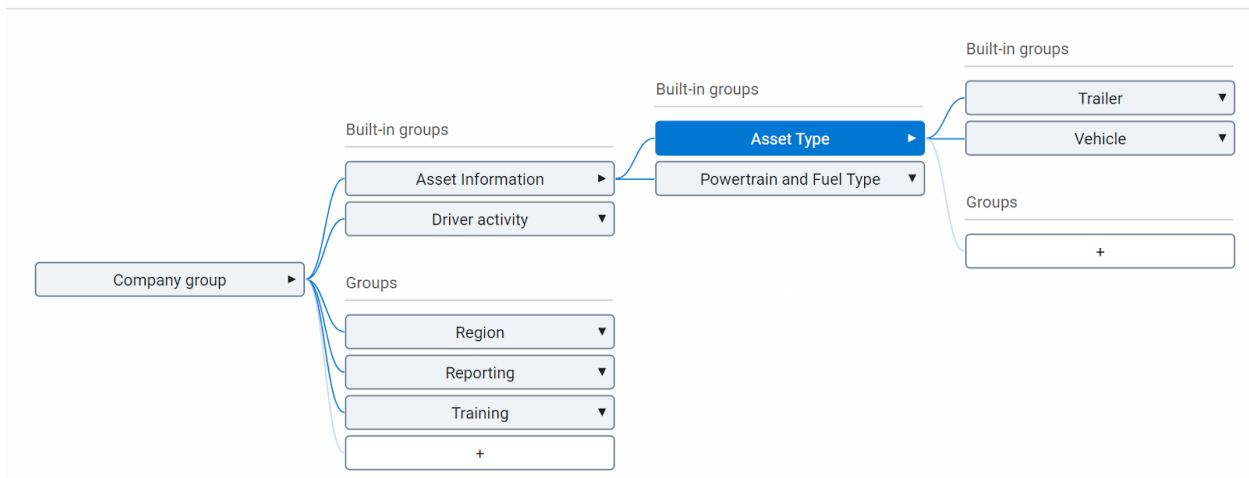 Company group
Built-in groups
Asset Information
Driver activity
Groups
Region
Reporting
Training
+
Built-in groups
Asset Type
Powertrain and Fuel Type
Built-in groups
Trailer
Vehicle
Groups
+